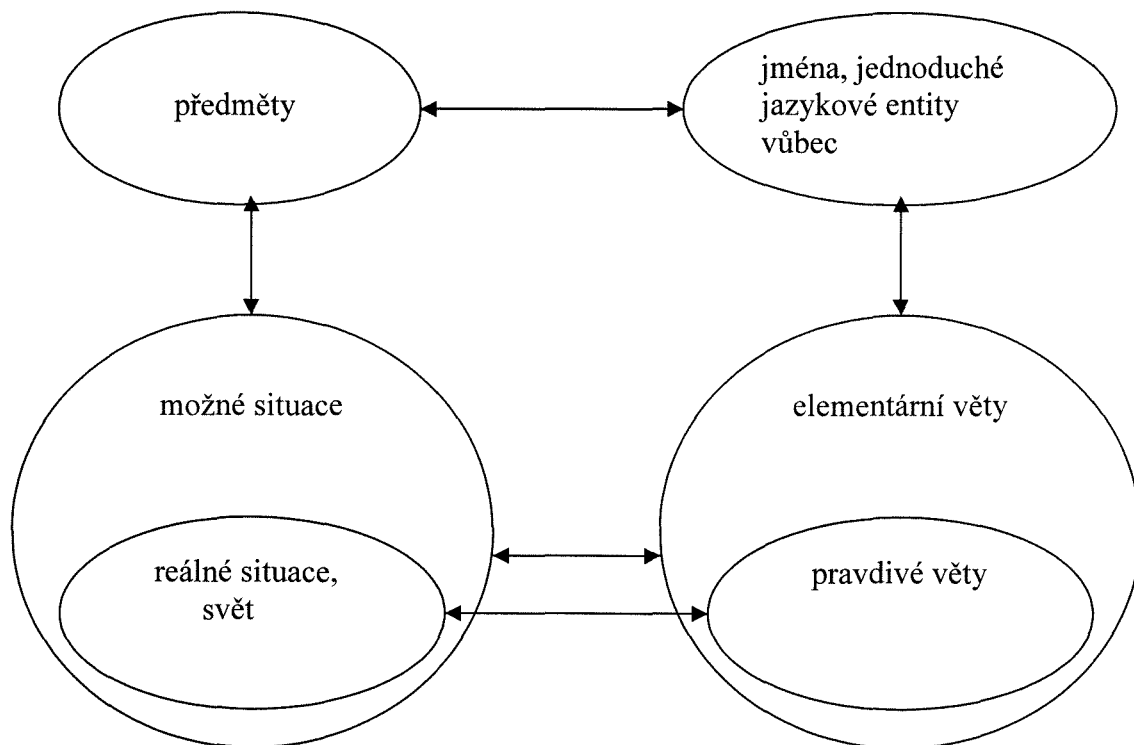 předměty
jména, jednoduché
jazykové entity
vůbec
možné situace
elementární věty
reálné situace,
svět
pravdivé věty